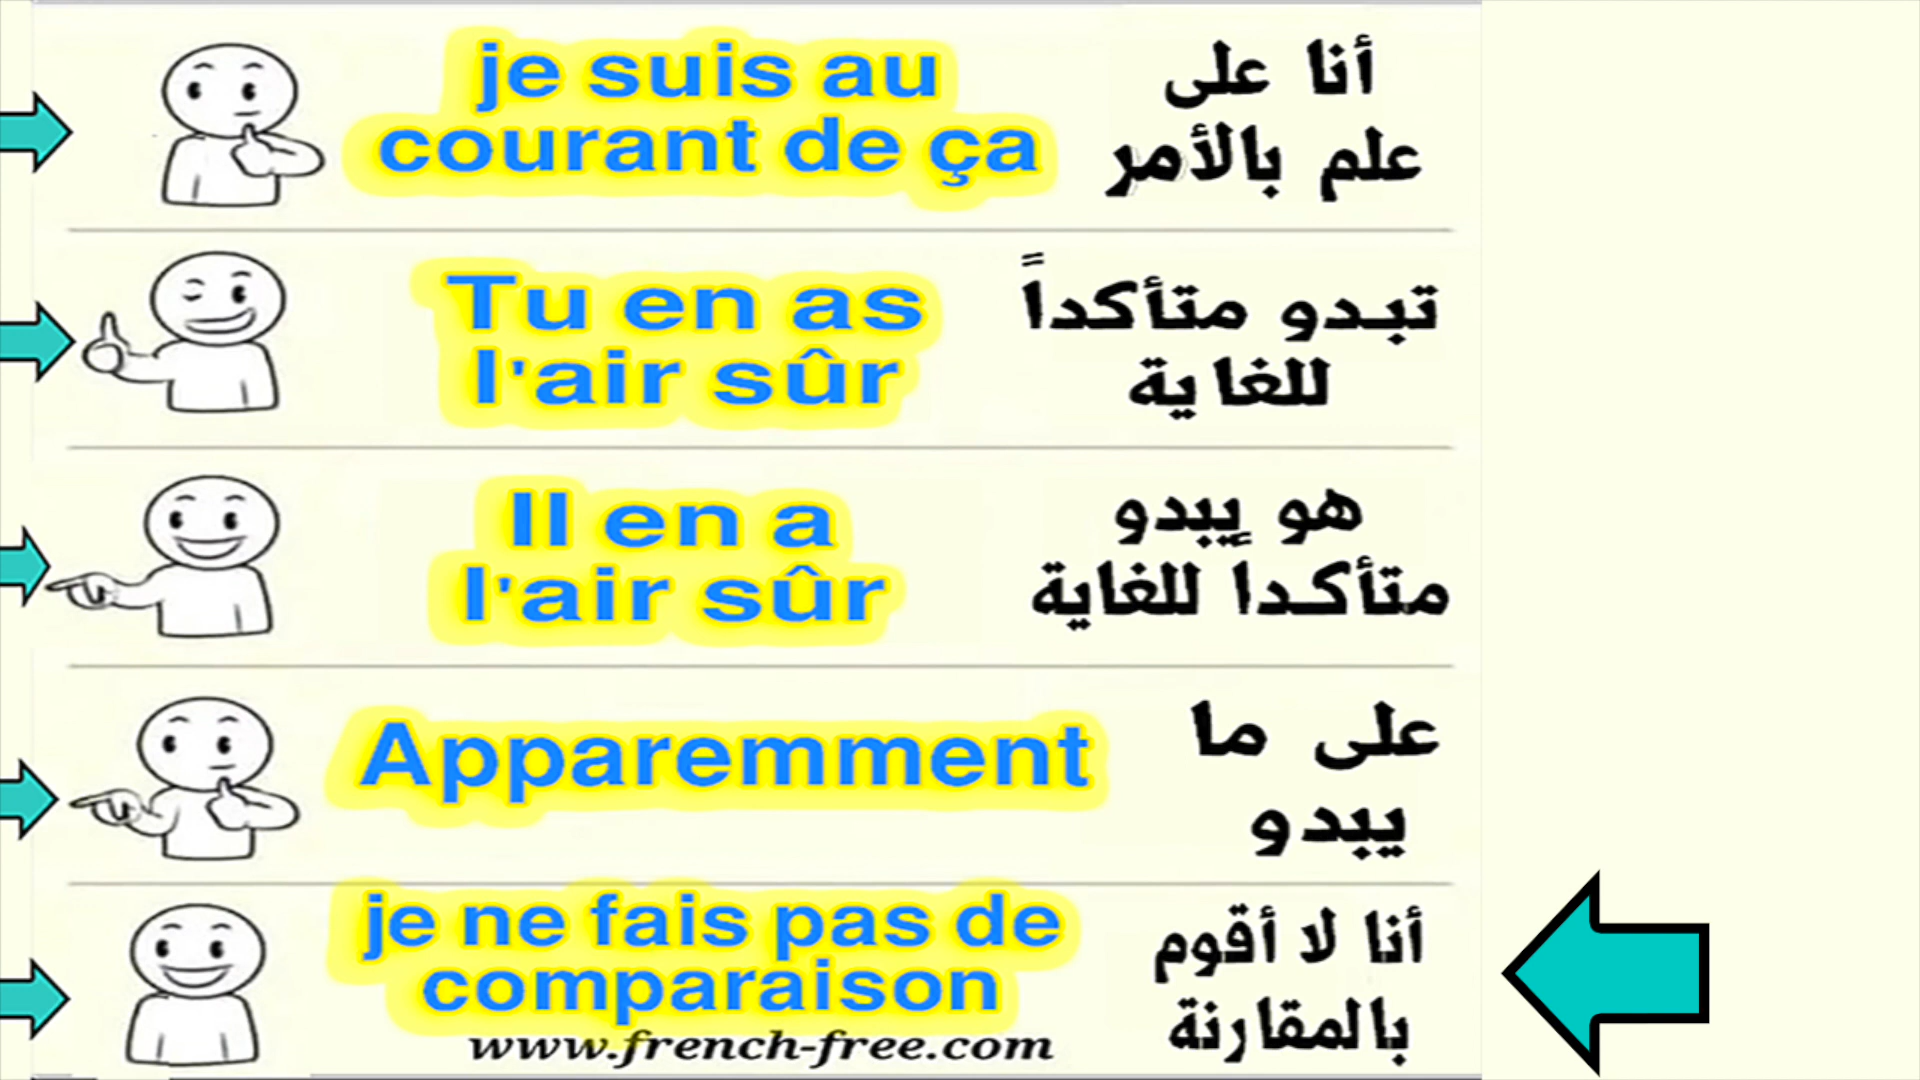 je suis au
courant de ça
أنا على
علم بالأمر
Tu en as
l'air sûr
تبدو متأكداً
للغاية
Il en a
l'air sûr
هو يبدو
متأكداً للغاية
Apparemment
على ما
يبدو
je ne fais pas de
comparaison
أنا لا أقوم
بالمقارنة
www.french-free.com